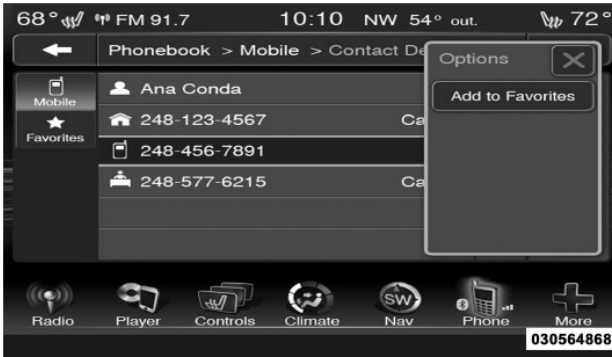 68° FM 91.7 10:10 NW 54° out. 72°
Phonebook > Mobile > Contact De
Options
Mobile
Ana Conda
Add to Favorites
Favorites
248-123-4567 Ca
248-456-7891
248-577-6215 Ca
Radio Player Controls Climate SW Nav Phone More
030564868